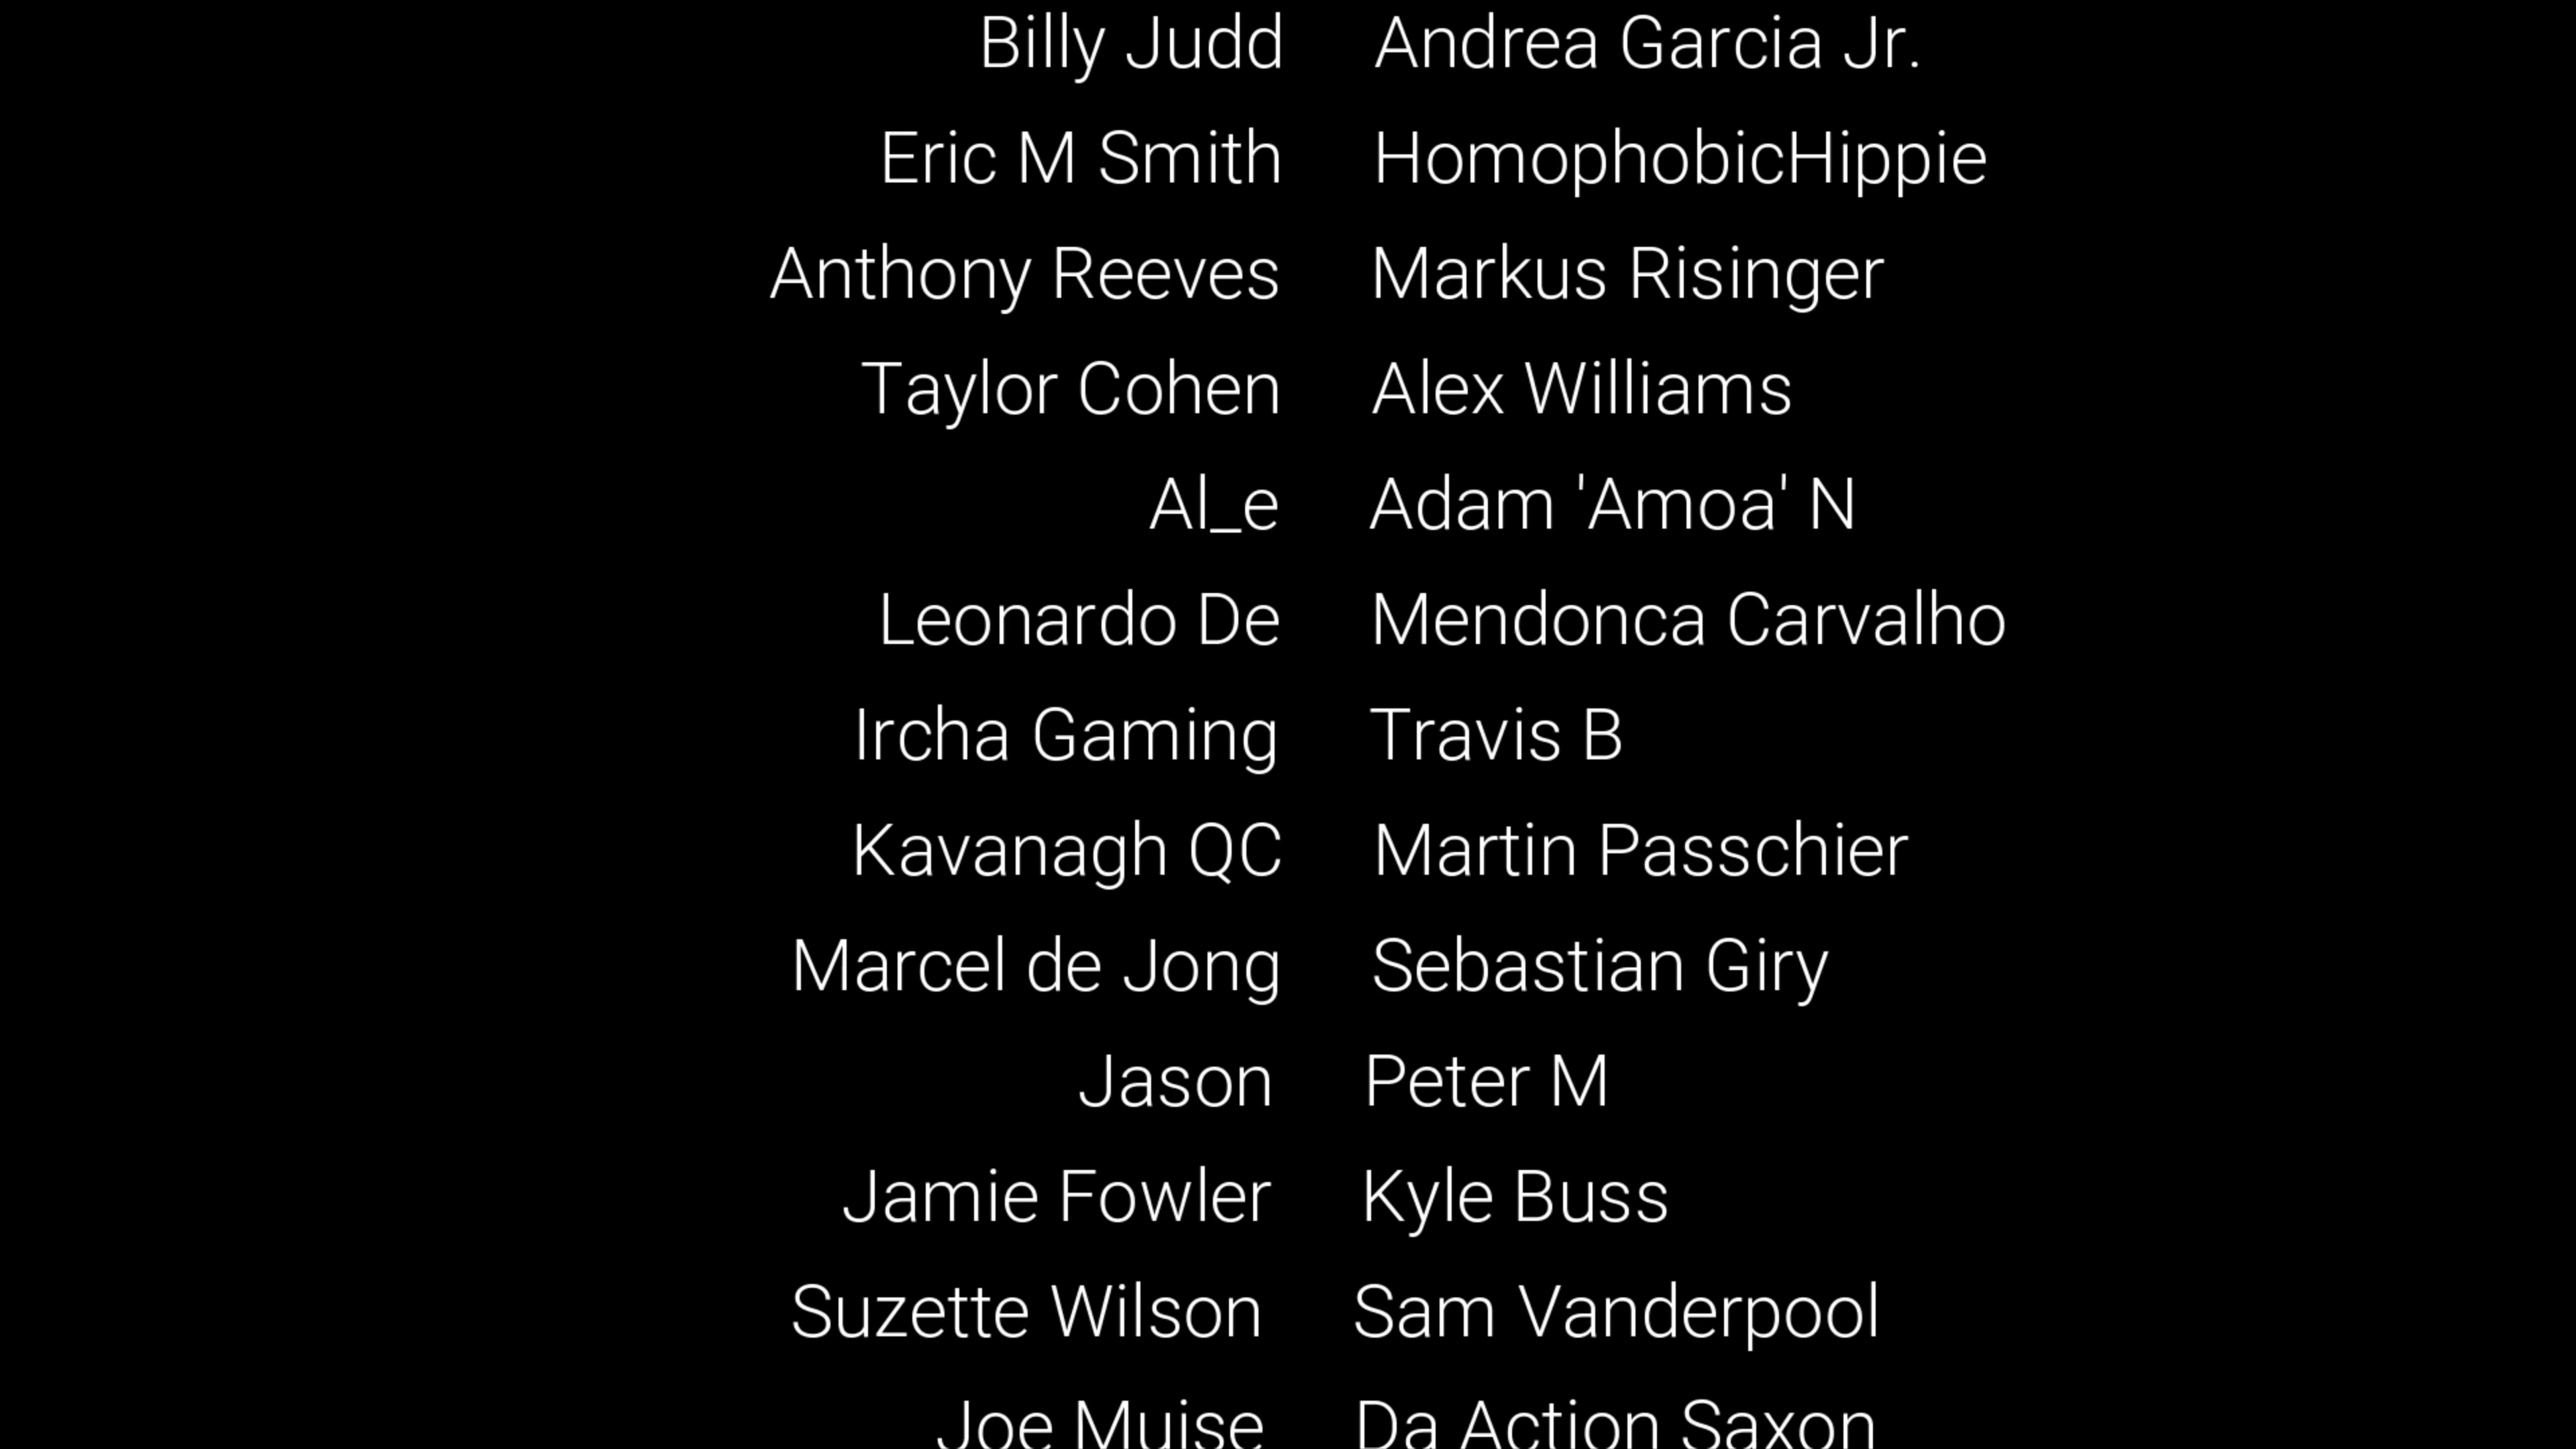 Billy Judd Andrea Garcia Jr.
Eric M Smith HomophobicHippie
Anthony Reeves Markus Risinger
Taylor Cohen Alex Williams
Al_e Adam 'Amoa' N
Leonardo De Mendonca Carvalho
Ircha Gaming Travis B
Kavanagh QC Martin Passchier
Marcel de Jong Sebastian Giry
Jason Peter M
Jamie Fowler Kyle Buss
Suzette Wilson Sam Vanderpool
Joe Muise Da Action Saxon